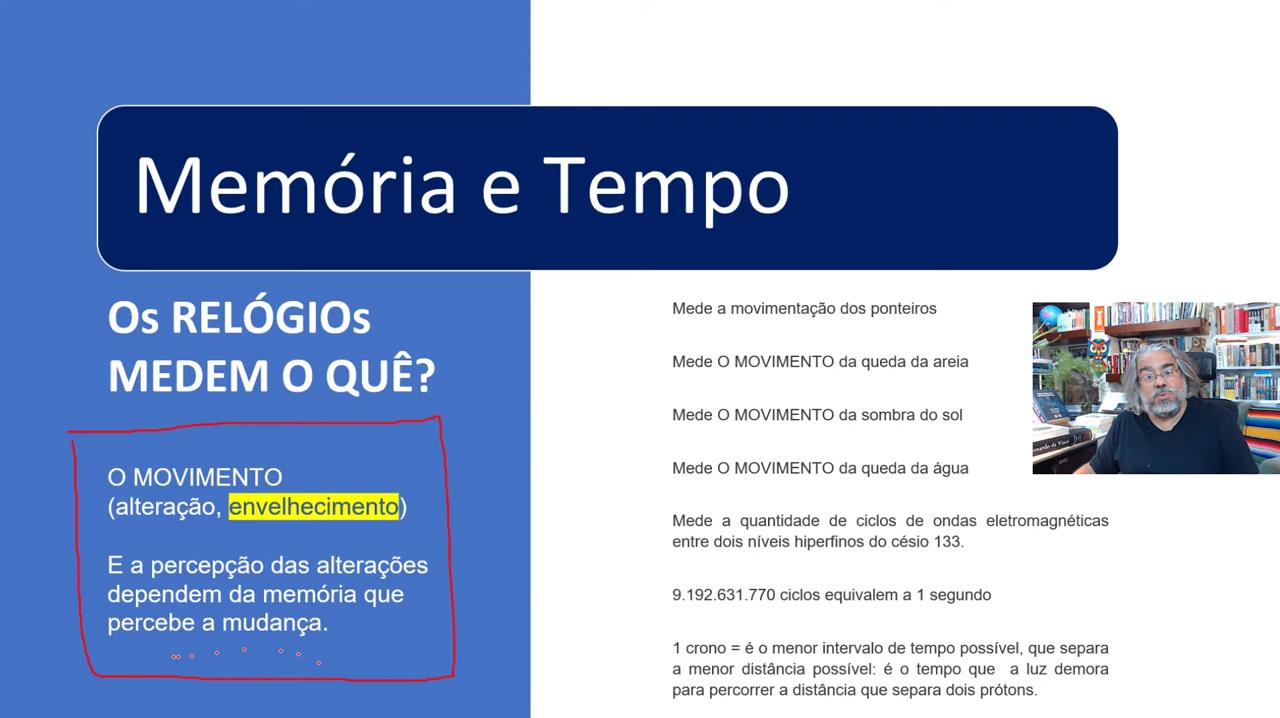 Memória e Tempo
Os RELÓGIOs
MEDEM O QUÊ?
O MOVIMENTO
(alteração, envelhecimento)
E a percepção das alterações
dependem da memória que
percebe a mudança.
Mede a movimentação dos ponteiros
Mede O MOVIMENTO da queda da areia
Mede O MOVIMENTO da sombra do sol
Mede O MOVIMENTO da queda da água
Mede a quantidade de ciclos de ondas eletromagnéticas
entre dois níveis hiperfinos do césio 133.
9.192.631.770 ciclos equivalem a 1 segundo
1 crono = é o menor intervalo de tempo possível, que separa
a menor distância possível: é o tempo que a luz demora
para percorrer a distância que separa dois prótons.